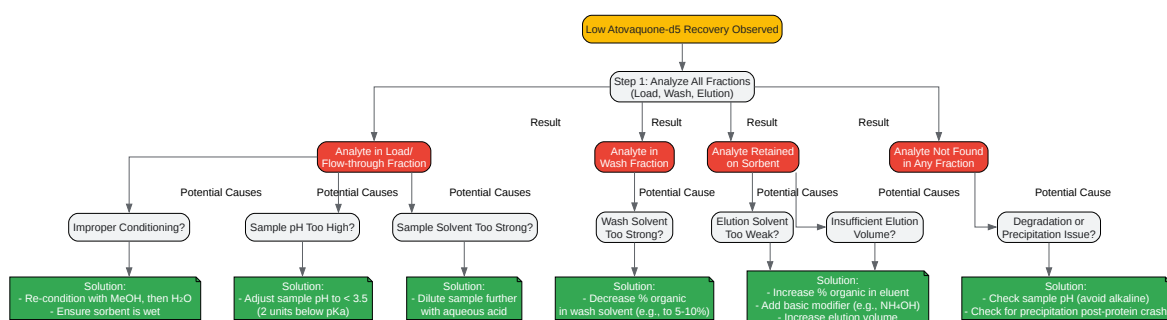 Low Atovaquone-d5 Recovery Observed
Step 1: Analyze All Fractions
(Load, Wash, Elution)
Result
Result
Result
Result
Analyte in Load/
Flow-through Fraction
Analyte in
Wash Fraction
Analyte Retained
on Sorbent
Analyte Not Found
in Any Fraction
Potential Causes
Potential Causes
Potential Causes
Potential Cause
Potential Causes
Potential Causes
Potential Cause
Improper Conditioning?
Sample pH Too High?
Sample Solvent Too Strong?
Wash Solvent
Too Strong?
Elution Solvent
Too Weak?
Insufficient Elution
Volume?
Degradation or
Precipitation Issue?
Solution:
- Re-condition with MeOH, then H₂O
- Ensure sorbent is wet
Solution:
- Adjust sample pH to < 3.5
(2 units below pKa)
Solution:
- Dilute sample further
with aqueous acid
Solution:
- Decrease % organic
in wash solvent (e.g., to 5-10%)
Solution:
- Increase % organic in eluent
- Add basic modifier (e.g., NH₄OH)
- Increase elution volume
Solution:
- Check sample pH (avoid alkaline)
- Check for precipitation post-protein crash